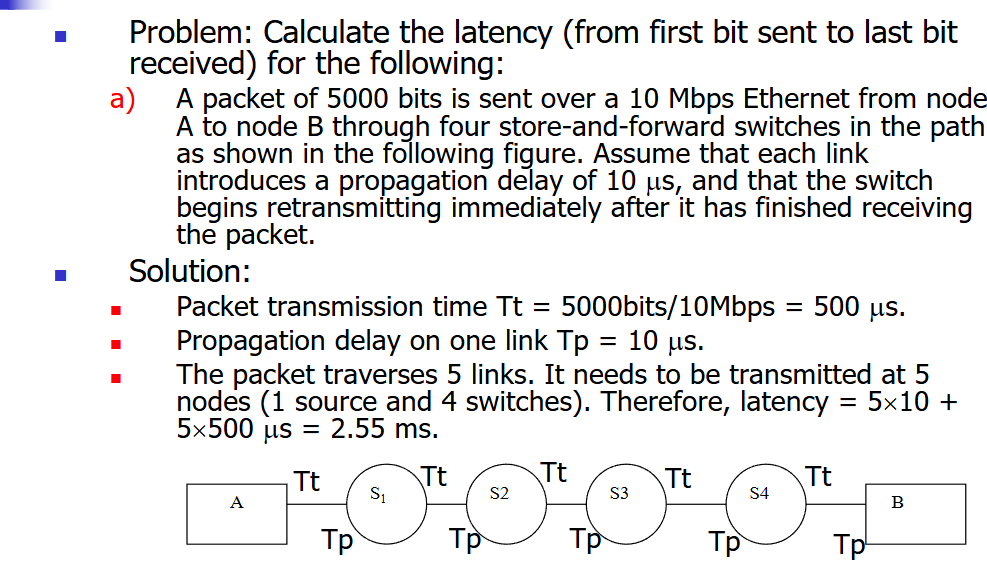 Problem: Calculate the latency (from first bit sent to last bit
received) for the following:
a) A packet of 5000 bits is sent over a 10 Mbps Ethernet from node
A to node B through four store-and-forward switches in the path
as shown in the following figure. Assume that each link
introduces a propagation delay of 10 μs, and that the switch
begins retransmitting immediately after it has finished receiving
the packet.
Solution:
Packet transmission time Tt = 5000bits/10Mbps = 500 μs.
Propagation delay on one link Tp = 10 μs.
The packet traverses 5 links. It needs to be transmitted at 5
nodes (1 source and 4 switches). Therefore, latency = 5×10 +
5×500 μs = 2.55 ms.
Tt Tt Tt Tt Tt
A S1 S2 S3 S4 B
Tp Tp Tp Tp Tp